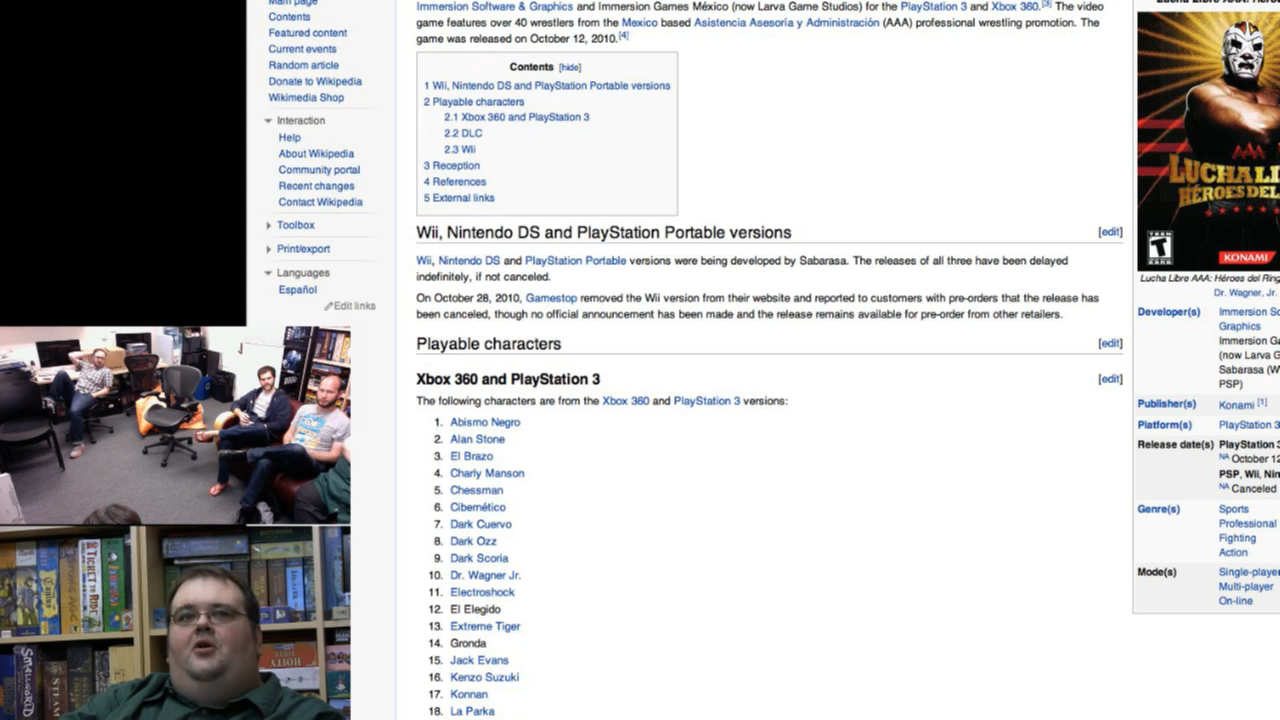 Main page
Contents
Featured content
Current events
Random article
Donate to Wikipedia
Wikimedia Shop
Interaction
Help
About Wikipedia
Community portal
Recent changes
Contact Wikipedia
Toolbox
Print/export
Languages
Español
Edit links
Immersion Software & Graphics and Immersion Games México (now Larva Game Studios) for the PlayStation 3 and Xbox 360.[3] The video
game features over 40 wrestlers from the Mexico based Asistencia Asesoría y Administración (AAA) professional wrestling promotion. The
game was released on October 12, 2010.[4]
Contents [hide]
1 Wii, Nintendo DS and PlayStation Portable versions
2 Playable characters
2.1 Xbox 360 and PlayStation 3
2.2 DLC
2.3 Wii
3 Reception
4 References
5 External links
Wii, Nintendo DS and PlayStation Portable versions [edit]
Wii, Nintendo DS and PlayStation Portable versions were being developed by Sabarasa. The releases of all three have been delayed
indefinitely, if not canceled.
On October 28, 2010, Gamestop removed the Wii version from their website and reported to customers with pre-orders that the release has
been canceled, though no official announcement has been made and the release remains available for pre-order from other retailers.
Playable characters [edit]
Xbox 360 and PlayStation 3 [edit]
The following characters are from the Xbox 360 and PlayStation 3 versions:
1. Abismo Negro
2. Alan Stone
3. El Brazo
4. Charly Manson
5. Chessman
6. Cibernético
7. Dark Cuervo
8. Dark Ozz
9. Dark Scoria
10. Dr. Wagner Jr.
11. Electroshock
12. El Elegido
13. Extreme Tiger
14. Gronda
15. Jack Evans
16. Kenzo Suzuki
17. Konnan
18. La Parka
LUCHA LI
HÉROES DEL
TEEN
T
KONAMI
Lucha Libre AAA: Héroes del Ring
Dr. Wagner, Jr.
Developer(s) Immersion So
Graphics
Immersion Ga
(now Larva G
Sabarasa (W
PSP)
Publisher(s) Konami [1]
Platform(s) PlayStation 3
Release date(s) PlayStation 3
NA October 12
PSP, Wii, Nin
NA Canceled
Genre(s) Sports
Professional
Fighting
Action
Mode(s) Single-player
Multi-player
On-line
TICKET TO RIDE
SMALLWORLD
STEAM